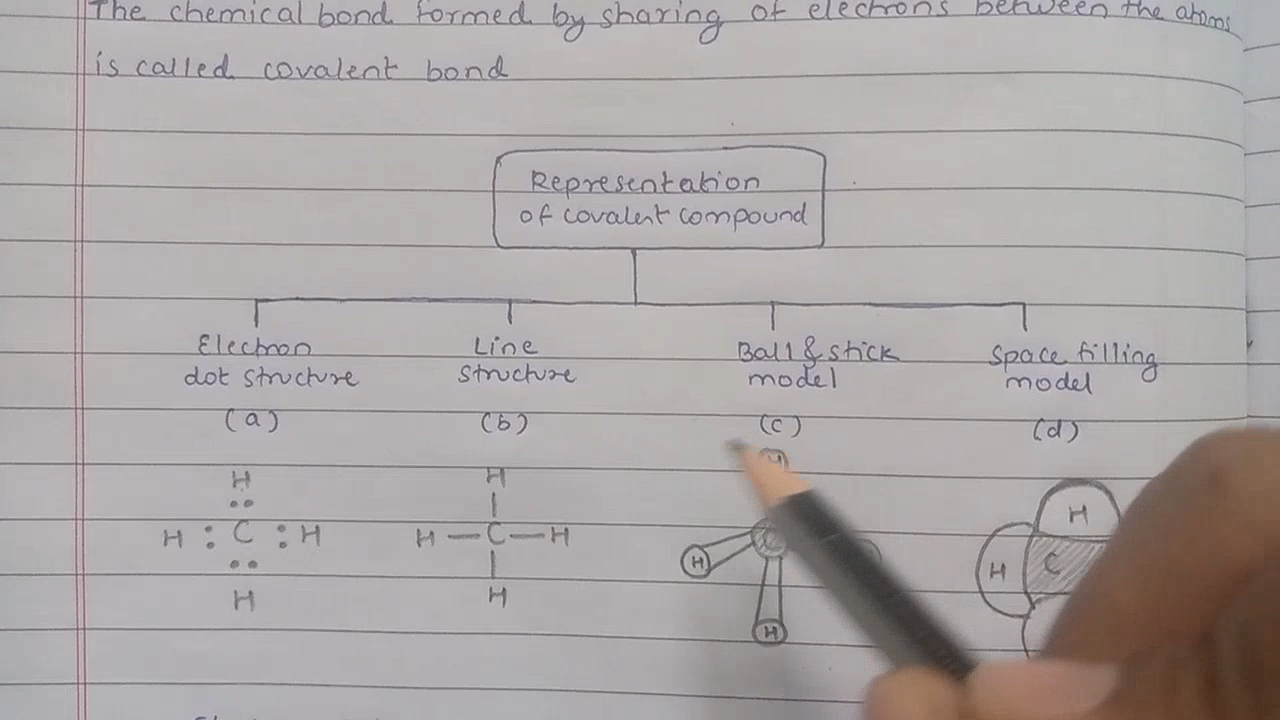 The chemical bond formed by sharing of electrons between the atoms
is called covalent bond
Representation
of covalent compound
Electron
dot structure
(a)
Line
structure
(b)
Ball & stick
model
(c)
Space filling
model
(d)
H
H : C : H
H
H
H — C — H
H
H
C
H
H
H
H
C